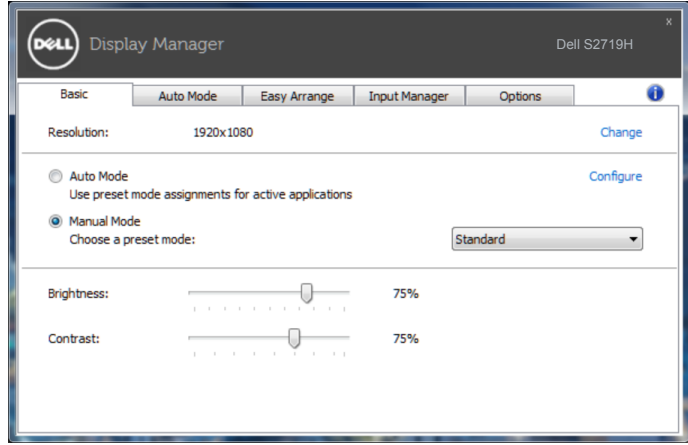 x
DELL Display Manager Dell S2719H
Basic Auto Mode Easy Arrange Input Manager Options i
Resolution: 1920x1080 Change
Auto Mode Configure
Use preset mode assignments for active applications
Manual Mode
Choose a preset mode: Standard
Brightness: 75%
Contrast: 75%